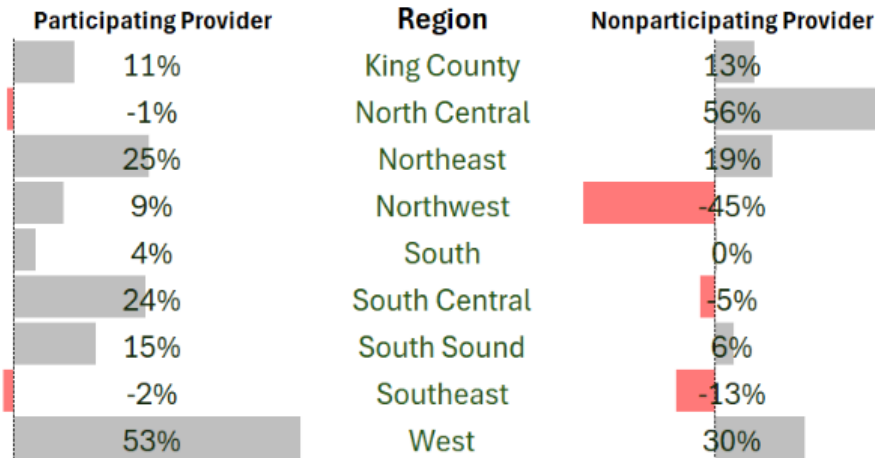 Participating Provider Region Nonparticipating Provider
11% King County 13%
-1% North Central 56%
25% Northeast 19%
9% Northwest -45%
4% South 0%
24% South Central -5%
15% South Sound 6%
-2% Southeast -13%
53% West 30%